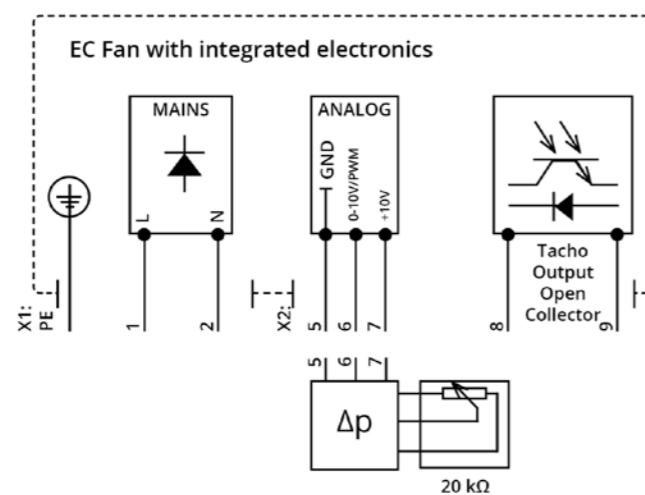 EC Fan with integrated electronics
MAINS
ANALOG
L
N
GND
0-10V/PWM
+10V
Tacho
Output
Open
Collector
X1:
PE
1
2
X2:
5
6
7
8
9
5
6
7
Δp
20 kΩ